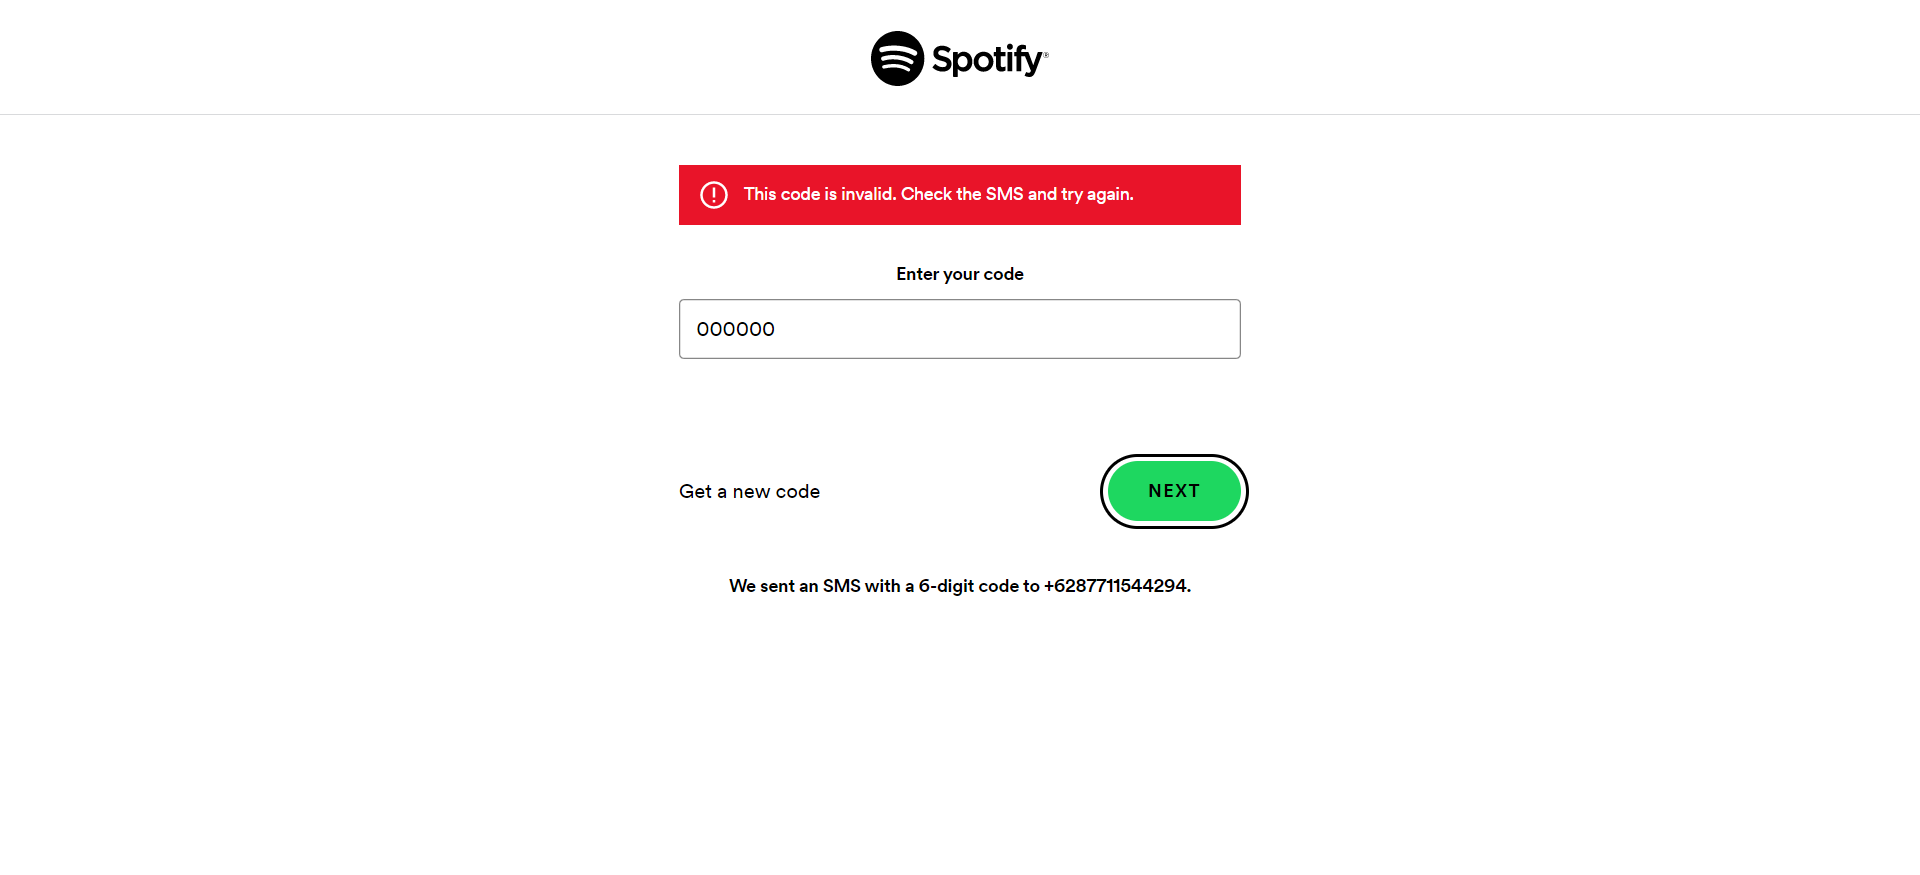 Spotify®
This code is invalid. Check the SMS and try again.
Enter your code
000000
Get a new code
NEXT
We sent an SMS with a 6-digit code to +6287711544294.